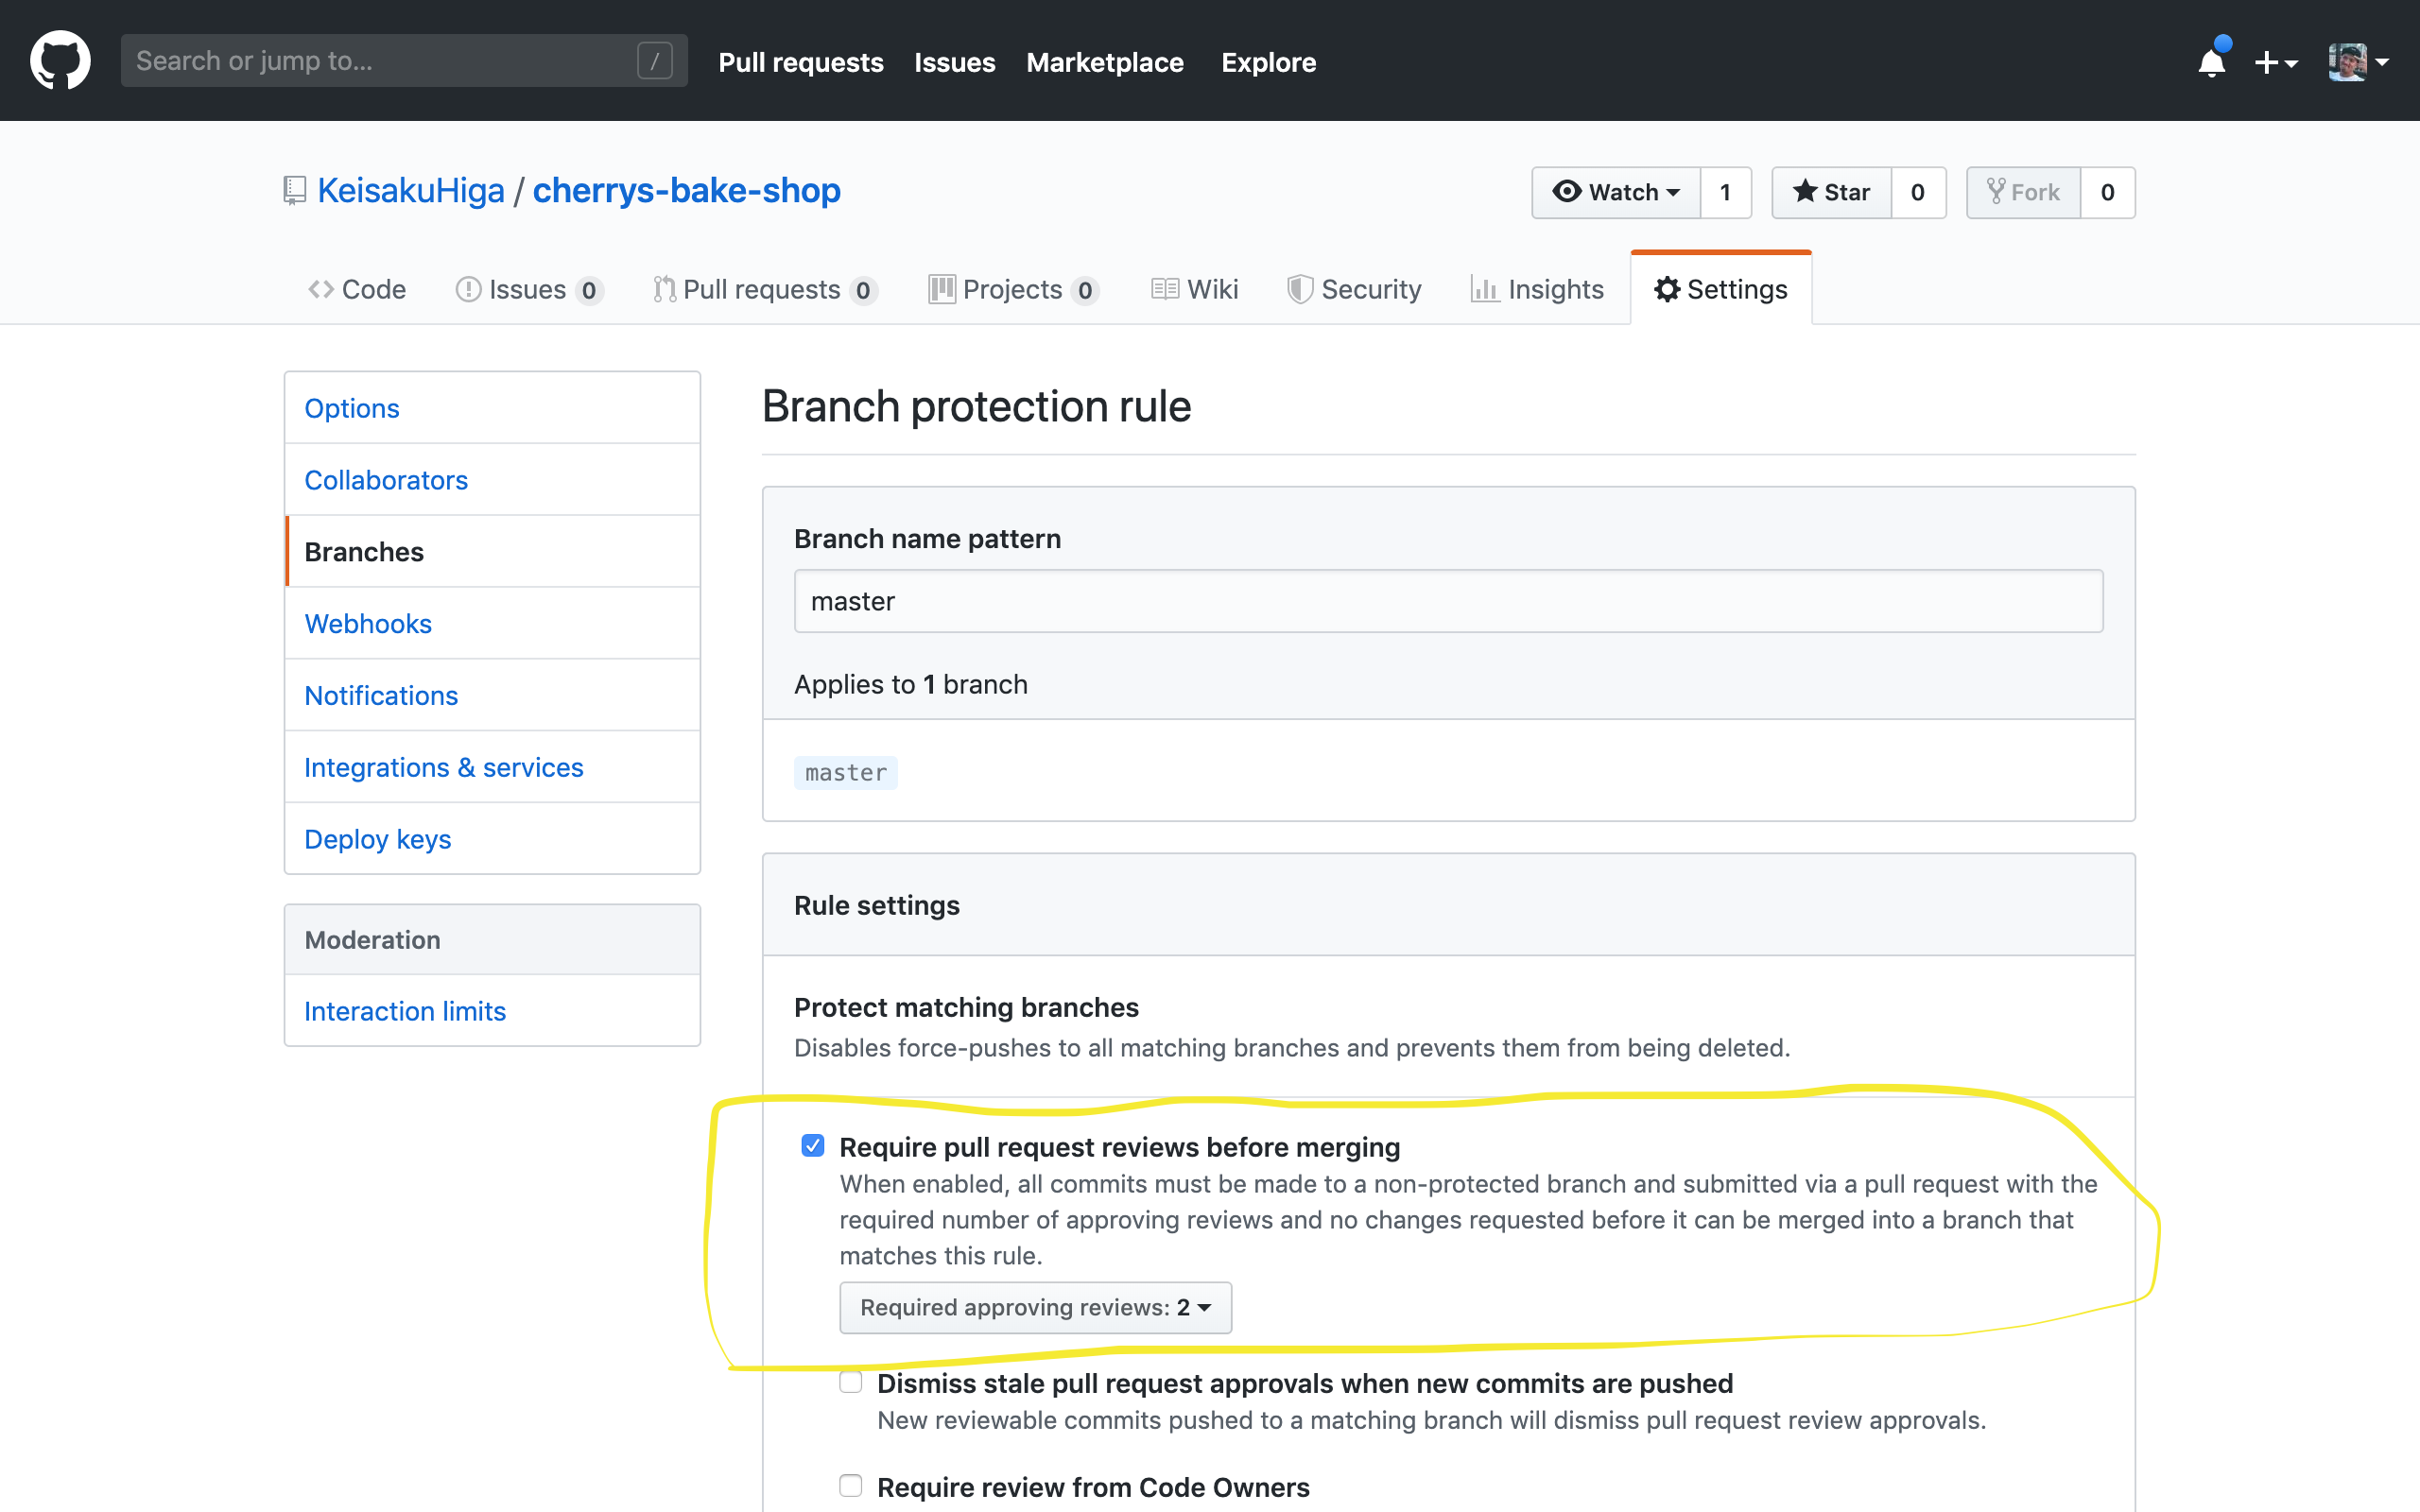 Search or jump to... /
Pull requests Issues Marketplace Explore
KeisakuHiga / cherrys-bake-shop
Watch 1 Star 0 Fork 0
Code Issues 0 Pull requests 0 Projects 0 Wiki Security Insights Settings
Options
Collaborators
Branches
Webhooks
Notifications
Integrations & services
Deploy keys
Moderation
Interaction limits
Branch protection rule
Branch name pattern
master
Applies to 1 branch
master
Rule settings
Protect matching branches
Disables force-pushes to all matching branches and prevents them from being deleted.
Require pull request reviews before merging
When enabled, all commits must be made to a non-protected branch and submitted via a pull request with the
required number of approving reviews and no changes requested before it can be merged into a branch that
matches this rule.
Required approving reviews: 2
Dismiss stale pull request approvals when new commits are pushed
New reviewable commits pushed to a matching branch will dismiss pull request review approvals.
Require review from Code Owners